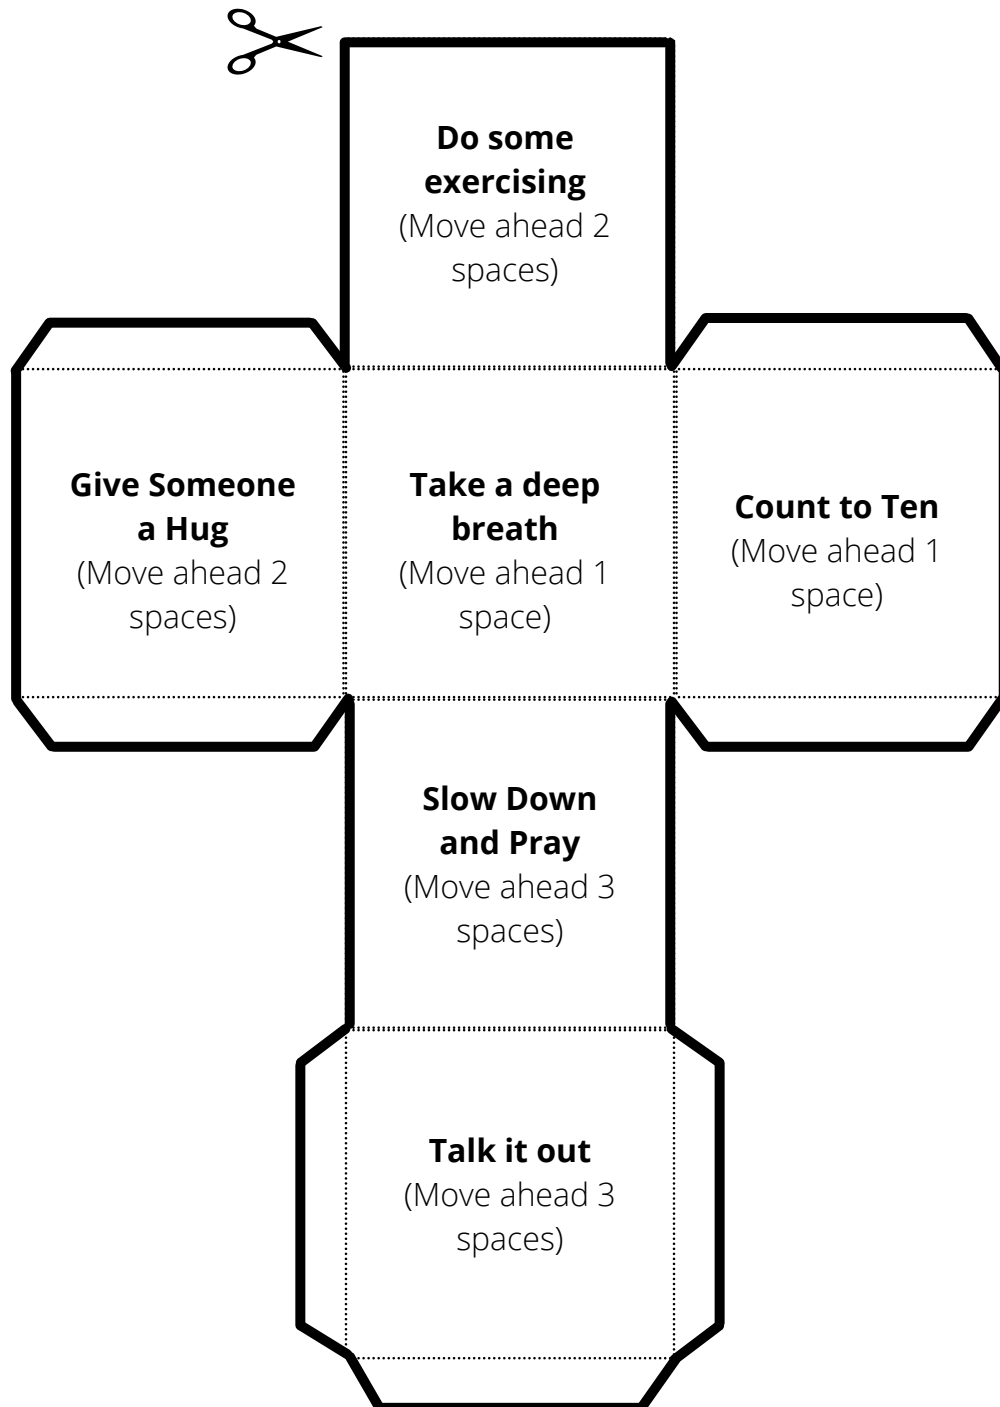 Do some
exercising
(Move ahead 2
spaces)
Give Someone
a Hug
(Move ahead 2
spaces)
Take a deep
breath
(Move ahead 1
space)
Count to Ten
(Move ahead 1
space)
Slow Down
and Pray
(Move ahead 3
spaces)
Talk it out
(Move ahead 3
spaces)